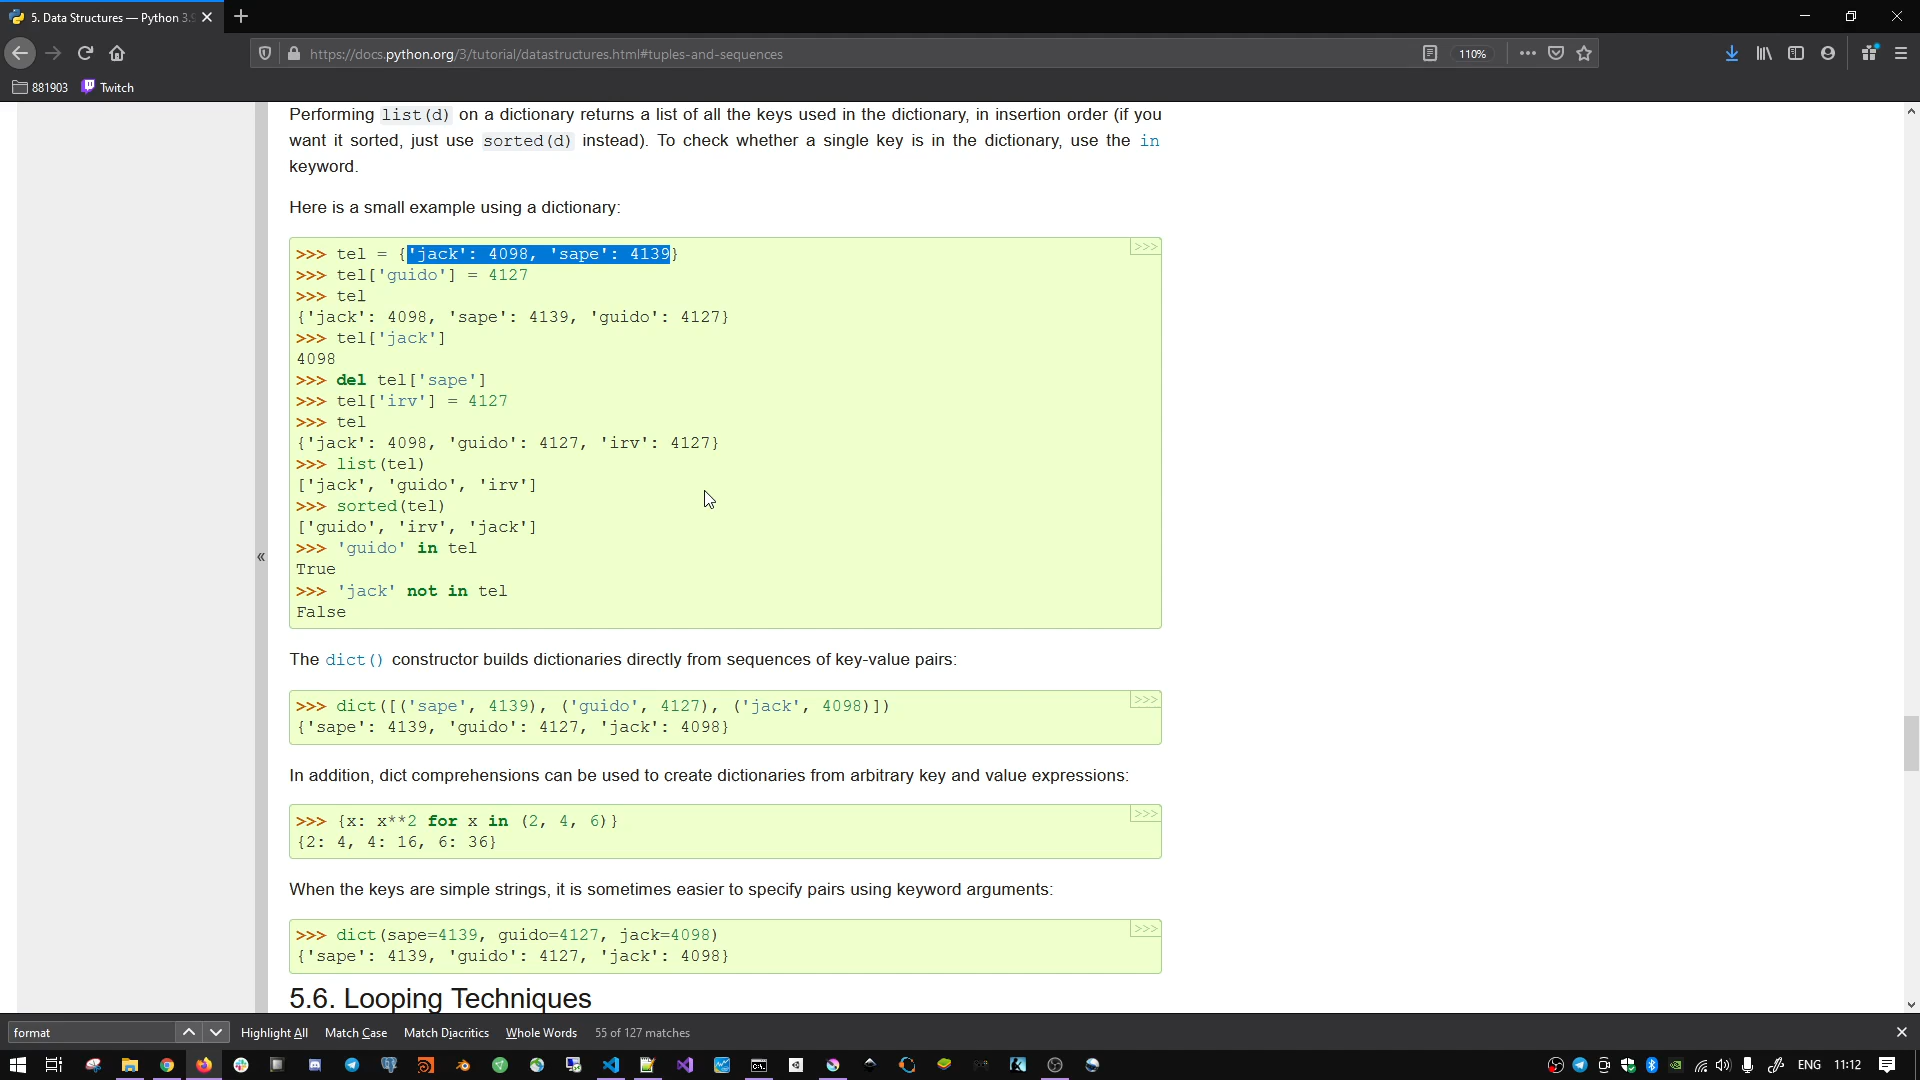 5. Data Structures — Python 3.9
https://docs.python.org/3/tutorial/datastructures.html#tuples-and-sequences
110%
881903
Twitch
Performing list(d) on a dictionary returns a list of all the keys used in the dictionary, in insertion order (if you
want it sorted, just use sorted(d) instead). To check whether a single key is in the dictionary, use the in
keyword.
Here is a small example using a dictionary:
>>>
>>> tel = {'jack': 4098, 'sape': 4139}
>>> tel['guido'] = 4127
>>> tel
{'jack': 4098, 'sape': 4139, 'guido': 4127}
>>> tel['jack']
4098
>>> del tel['sape']
>>> tel['irv'] = 4127
>>> tel
{'jack': 4098, 'guido': 4127, 'irv': 4127}
>>> list(tel)
['jack', 'guido', 'irv']
>>> sorted(tel)
['guido', 'irv', 'jack']
>>> 'guido' in tel
True
>>> 'jack' not in tel
False
«
The dict() constructor builds dictionaries directly from sequences of key-value pairs:
>>>
>>> dict([('sape', 4139), ('guido', 4127), ('jack', 4098)])
{'sape': 4139, 'guido': 4127, 'jack': 4098}
In addition, dict comprehensions can be used to create dictionaries from arbitrary key and value expressions:
>>>
>>> {x: x**2 for x in (2, 4, 6)}
{2: 4, 4: 16, 6: 36}
When the keys are simple strings, it is sometimes easier to specify pairs using keyword arguments:
>>>
>>> dict(sape=4139, guido=4127, jack=4098)
{'sape': 4139, 'guido': 4127, 'jack': 4098}
5.6. Looping Techniques
format
Highlight All Match Case Match Diacritics Whole Words 55 of 127 matches
ENG 11:12